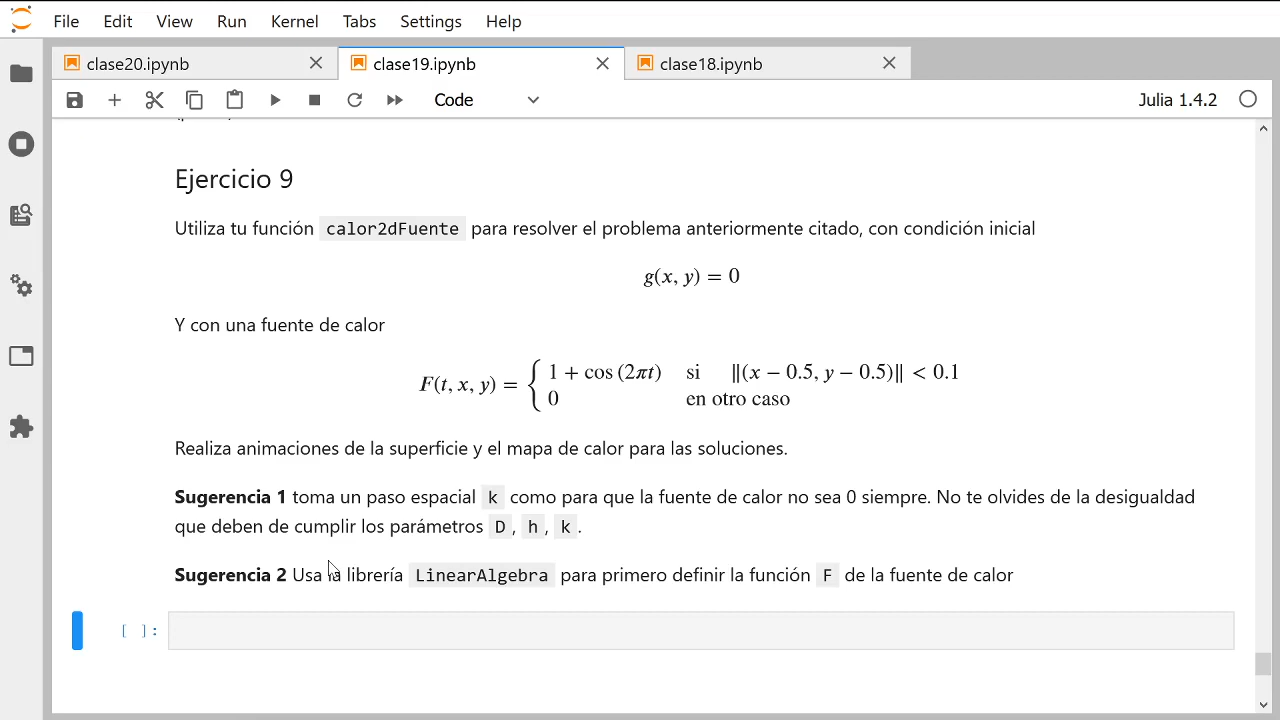 File Edit View Run Kernel Tabs Settings Help
clase20.ipynb clase19.ipynb clase18.ipynb
Code Julia 1.4.2
Ejercicio 9
Utiliza tu función calor2dFuente para resolver el problema anteriormente citado, con condición inicial
g(x, y) = 0
Y con una fuente de calor
F(t, x, y) = { 1 + cos (2πt) si ‖(x − 0.5, y − 0.5)‖ < 0.1
0 en otro caso
Realiza animaciones de la superficie y el mapa de calor para las soluciones.
Sugerencia 1 toma un paso espacial k como para que la fuente de calor no sea 0 siempre. No te olvides de la desigualdad
que deben de cumplir los parámetros D, h, k.
Sugerencia 2 Usa la librería LinearAlgebra para primero definir la función F de la fuente de calor
[ ]: